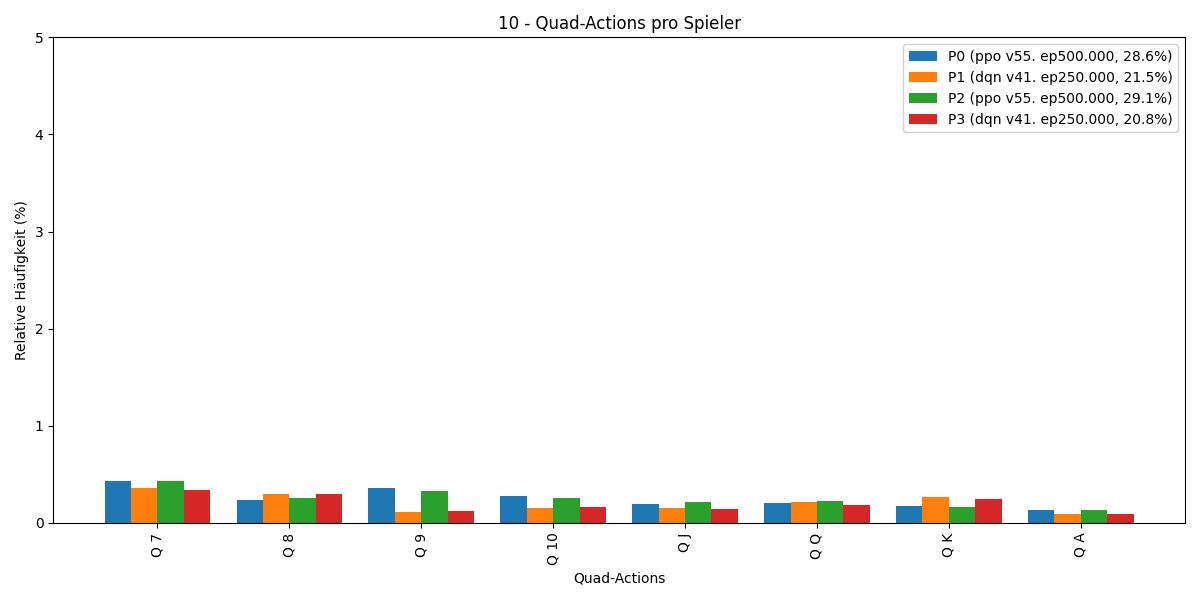 10 - Quad-Actions pro Spieler
P0 (ppo v55. ep500.000, 28.6%)
P1 (dqn v41. ep250.000, 21.5%)
P2 (ppo v55. ep500.000, 29.1%)
P3 (dqn v41. ep250.000, 20.8%)
Relative Häufigkeit (%)
5
4
3
2
1
0
Q 7
Q 8
Q 9
Q 10
Q J
Q Q
Q K
Q A
Quad-Actions